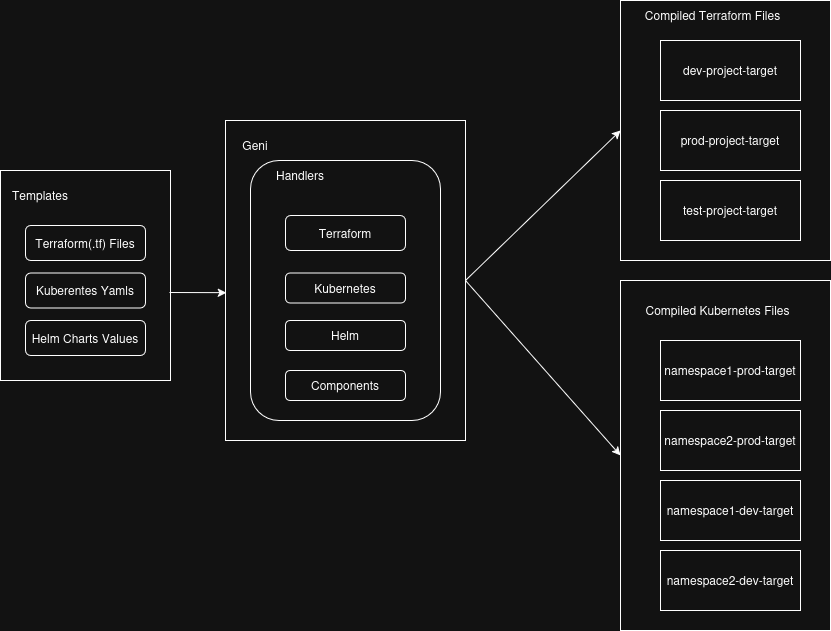 Templates
Terraform(.tf) Files
Kuberentes Yamls
Helm Charts Values
Geni
Handlers
Terraform
Kubernetes
Helm
Components
Compiled Terraform Files
dev-project-target
prod-project-target
test-project-target
Compiled Kubernetes Files
namespace1-prod-target
namespace2-prod-target
namespace1-dev-target
namespace2-dev-target